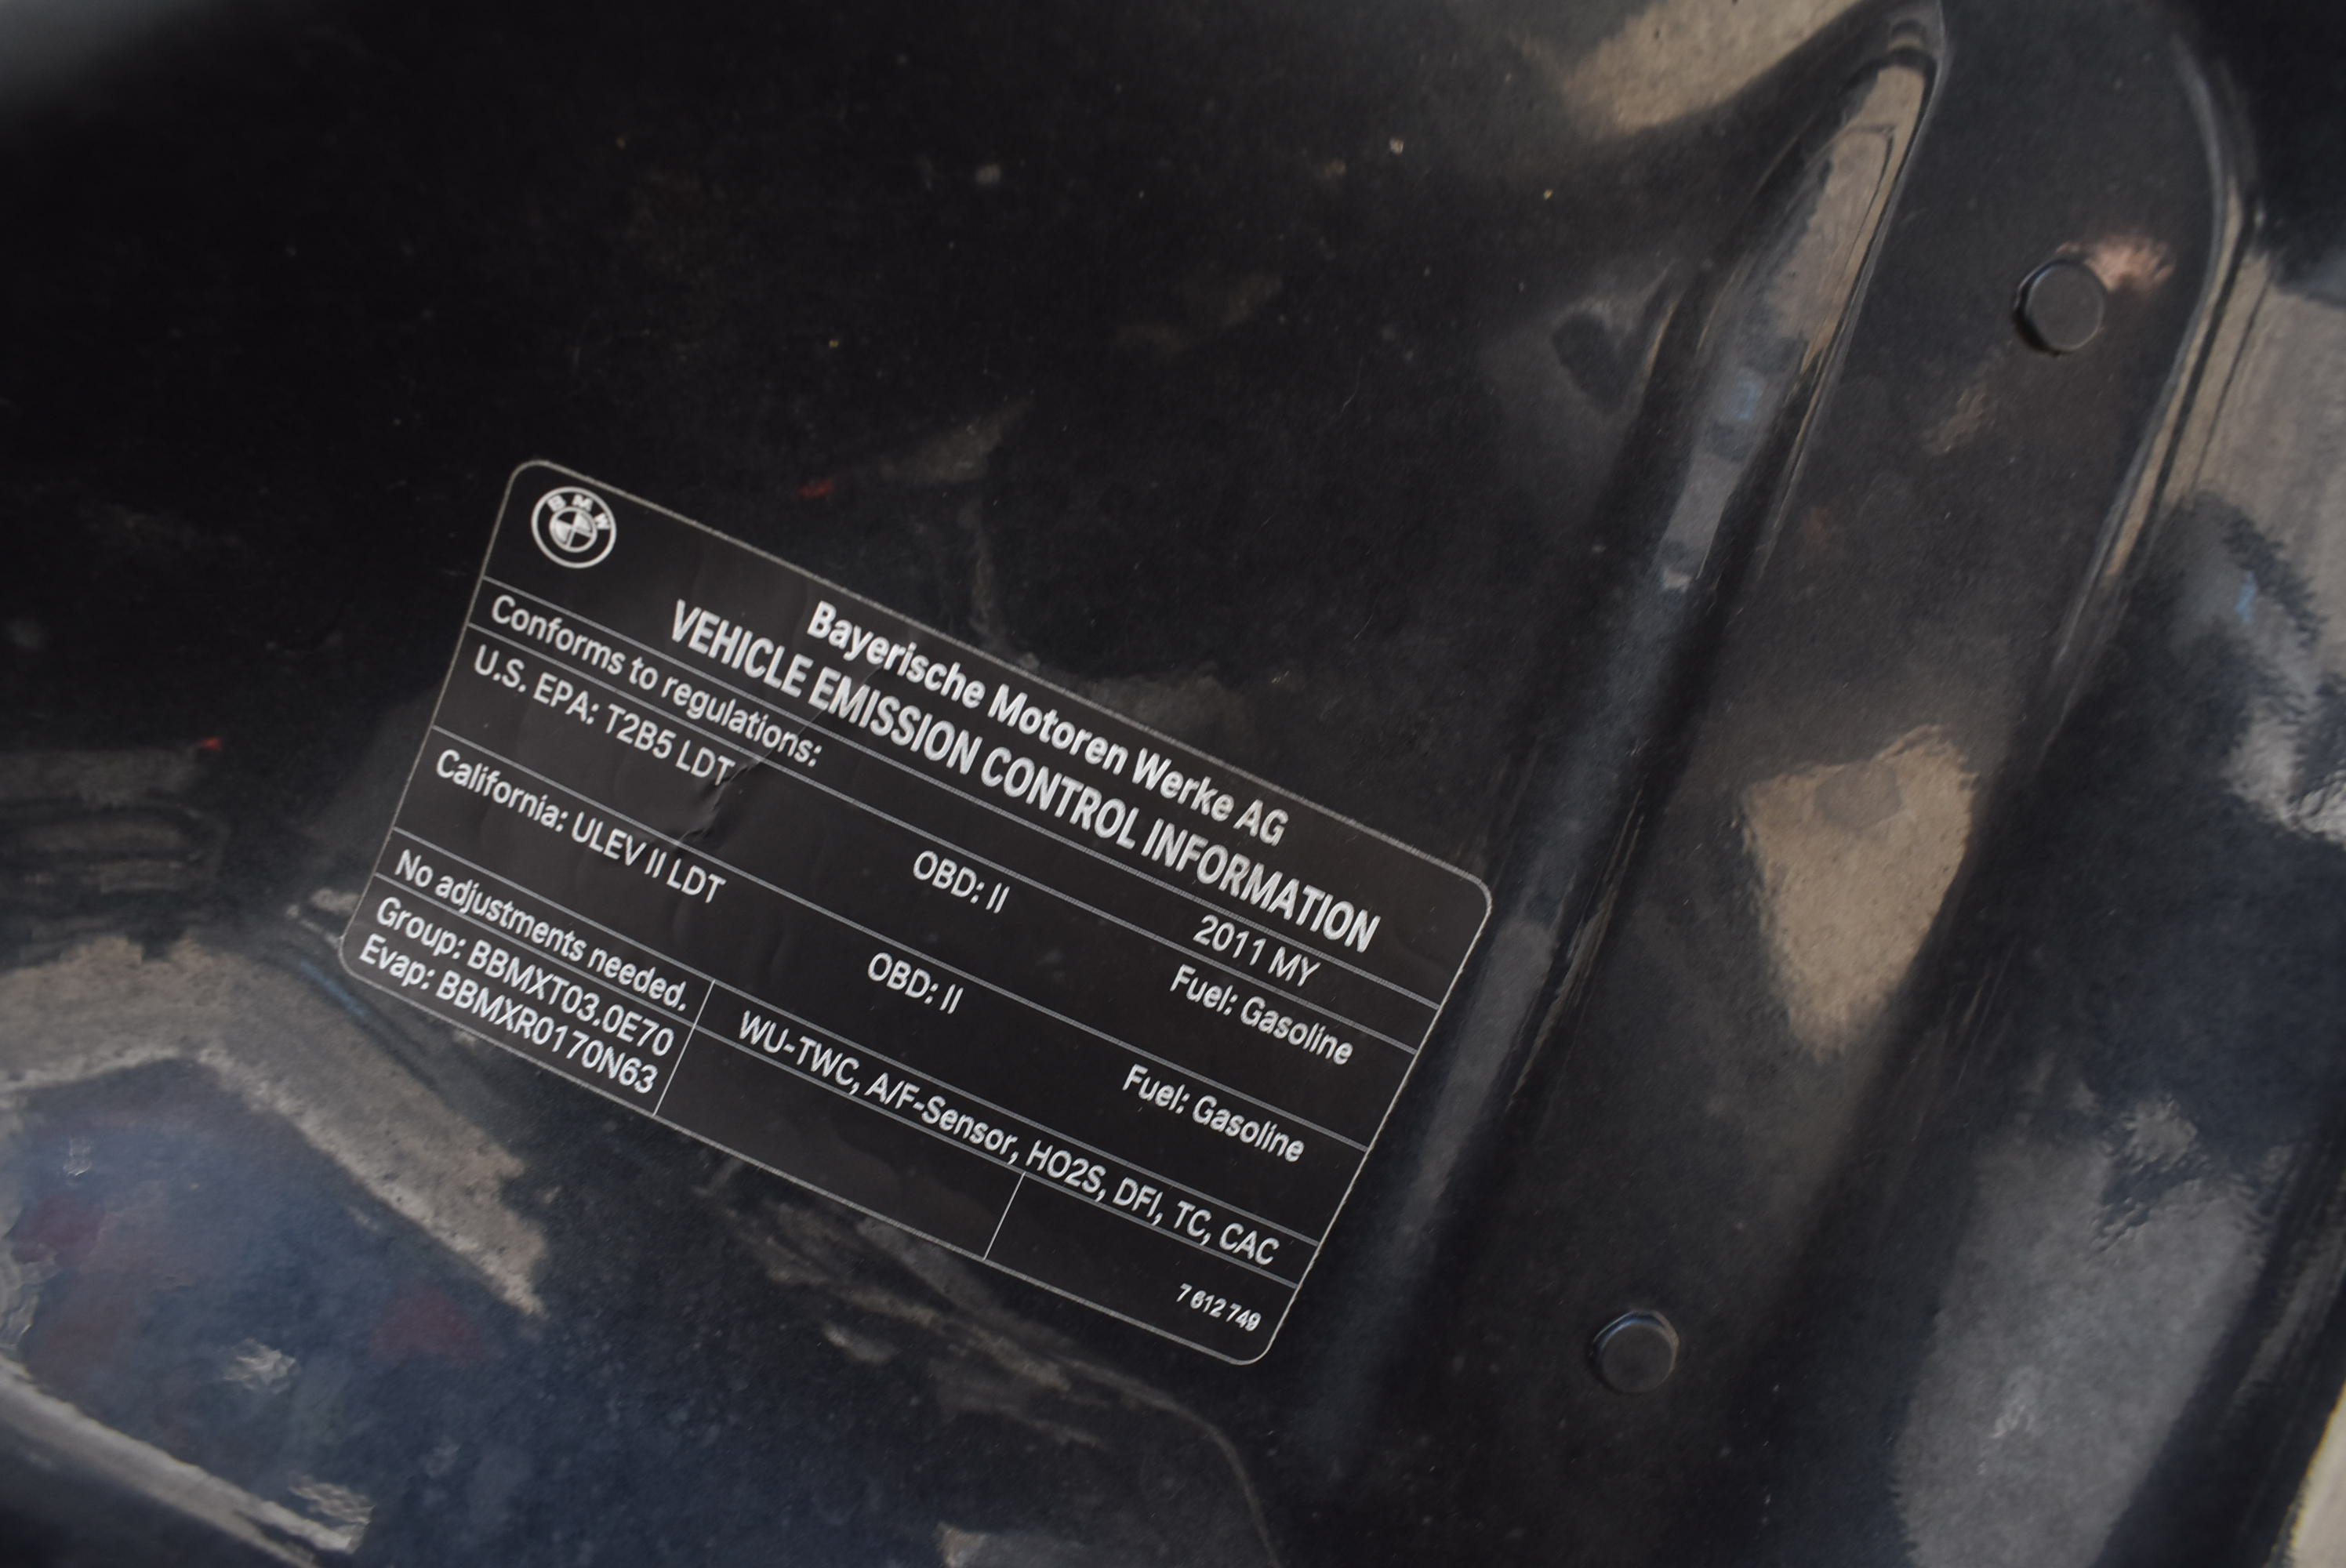 BMW
Bayerische Motoren Werke AG
VEHICLE EMISSION CONTROL INFORMATION
Conforms to regulations: 2011 MY
U.S. EPA: T2B5 LDT OBD: II Fuel: Gasoline
California: ULEV II LDT OBD: II Fuel: Gasoline
No adjustments needed. WU-TWC, A/F-Sensor, HO2S, DFI, TC, CAC
Group: BBMXT03.0E70
Evap: BBMXR0170N63
7 612 749